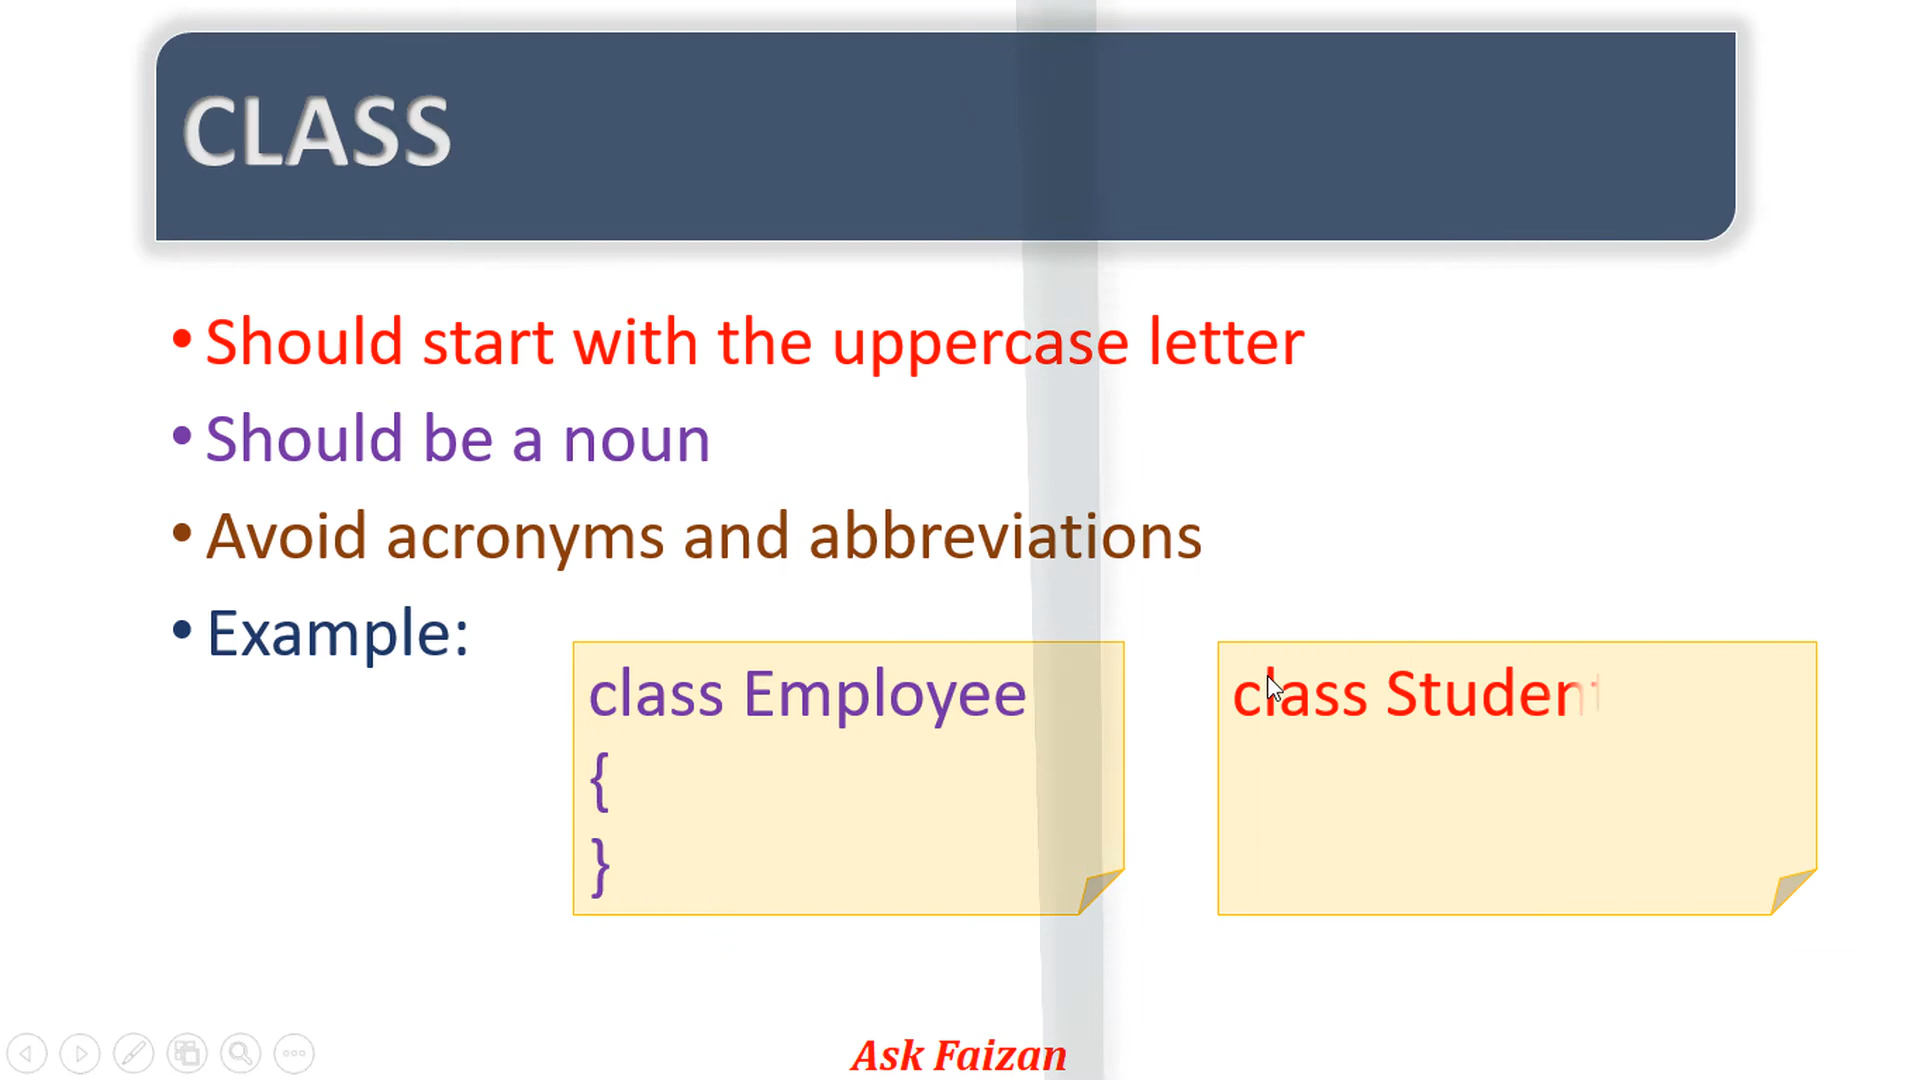 CLASS
• Should start with the uppercase letter
• Should be a noun
• Avoid acronyms and abbreviations
• Example:
class Employee
{
}
class Student
Ask Faizan